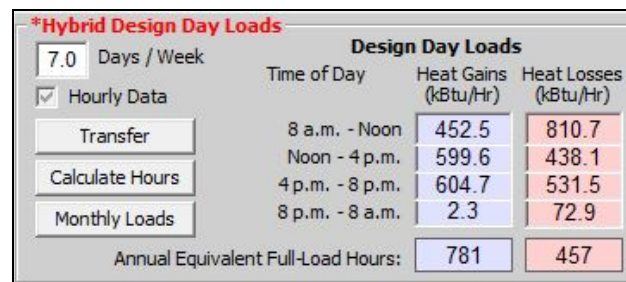 *Hybrid Design Day Loads
7.0 Days / Week
Design Day Loads
Time of Day Heat Gains (kBtu/Hr) Heat Losses (kBtu/Hr)
Hourly Data
Transfer
Calculate Hours
Monthly Loads
8 a.m. - Noon 452.5 810.7
Noon - 4 p.m. 599.6 438.1
4 p.m. - 8 p.m. 604.7 531.5
8 p.m. - 8 a.m. 2.3 72.9
Annual Equivalent Full-Load Hours: 781 457